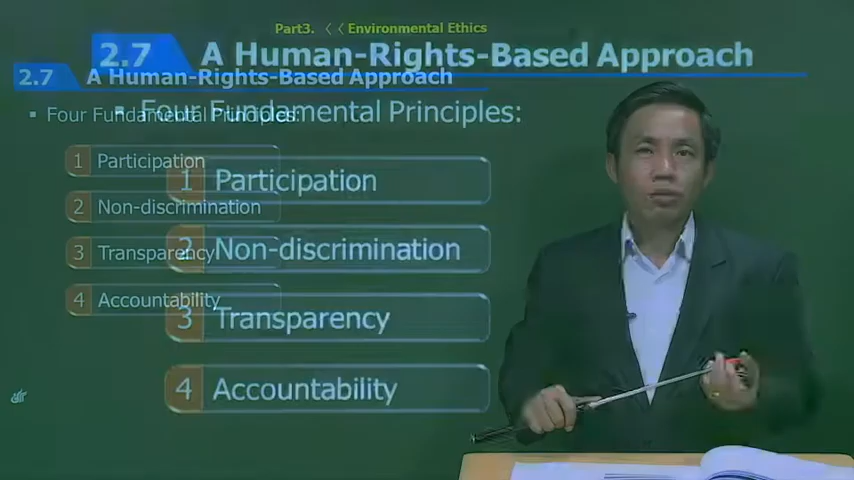 Part3. 〈〈 Environmental Ethics
2.7 A Human-Rights-Based Approach
2.7 A Human-Rights-Based Approach
▪ Four Fundamental Principles:
▪ Four Fundamental Principles:
1 Participation
2 Non-discrimination
3 Transparency
4 Accountability
1 Participation
2 Non-discrimination
3 Transparency
4 Accountability